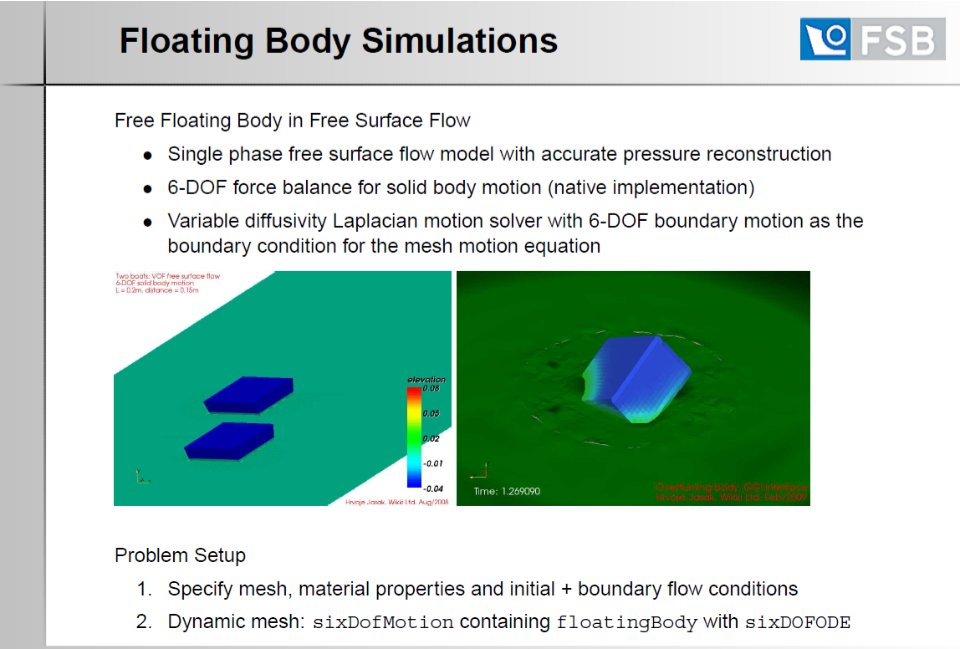 Floating Body Simulations
FSB
Free Floating Body in Free Surface Flow
● Single phase free surface flow model with accurate pressure reconstruction
● 6-DOF force balance for solid body motion (native implementation)
● Variable diffusivity Laplacian motion solver with 6-DOF boundary motion as the
boundary condition for the mesh motion equation
Two boats: VOF free surface flow
6-DOF solid body motion
L = 0.2m, distance = 0.15m
elevation
0.08
0.05
0.02
-0.01
-0.04
Hrvoje Jasak, Wikki Ltd. Aug/2008
Time: 1.269090
Overturning body: GGI interface
Hrvoje Jasak, Wikki Ltd. Feb/2009
Problem Setup
1. Specify mesh, material properties and initial + boundary flow conditions
2. Dynamic mesh: sixDofMotion containing floatingBody with sixDOFODE